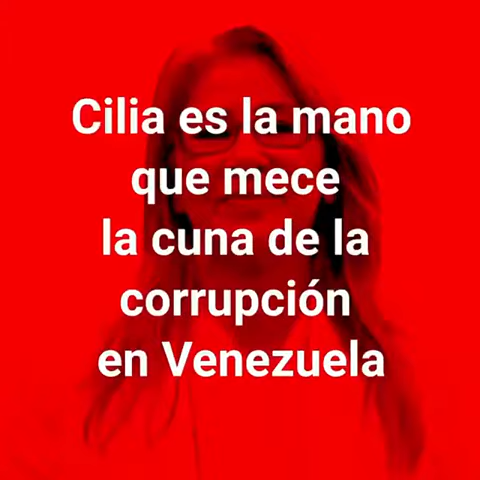 Cilia es la mano
que mece
la cuna de la
corrupción
en Venezuela